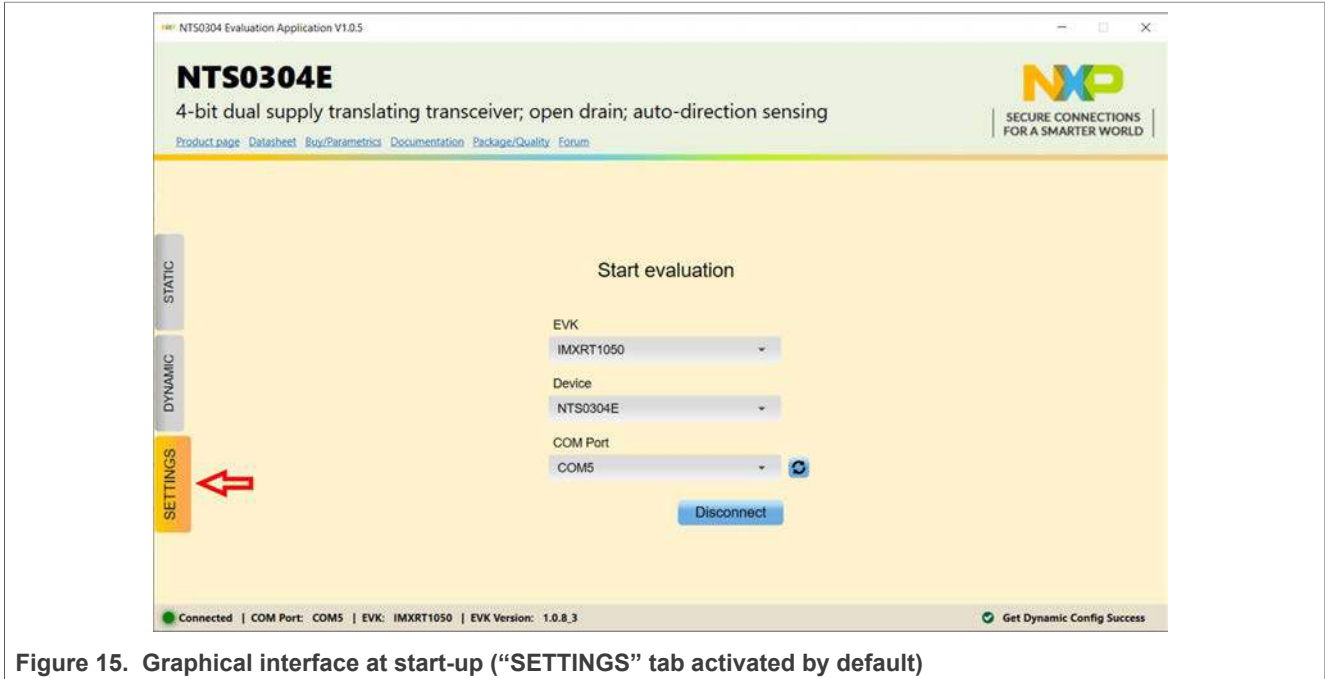 NTS0304 Evaluation Application V1.0.5
NTS0304E
4-bit dual supply translating transceiver; open drain; auto-direction sensing
Product page Datasheet Buy/Parametrics Documentation Package/Quality Forum
NXP
SECURE CONNECTIONS
FOR A SMARTER WORLD
STATIC
DYNAMIC
SETTINGS
Start evaluation
EVK
IMXRT1050
Device
NTS0304E
COM Port
COM5
Disconnect
Connected | COM Port: COM5 | EVK: IMXRT1050 | EVK Version: 1.0.8_3
Get Dynamic Config Success
Figure 15. Graphical interface at start-up (“SETTINGS” tab activated by default)